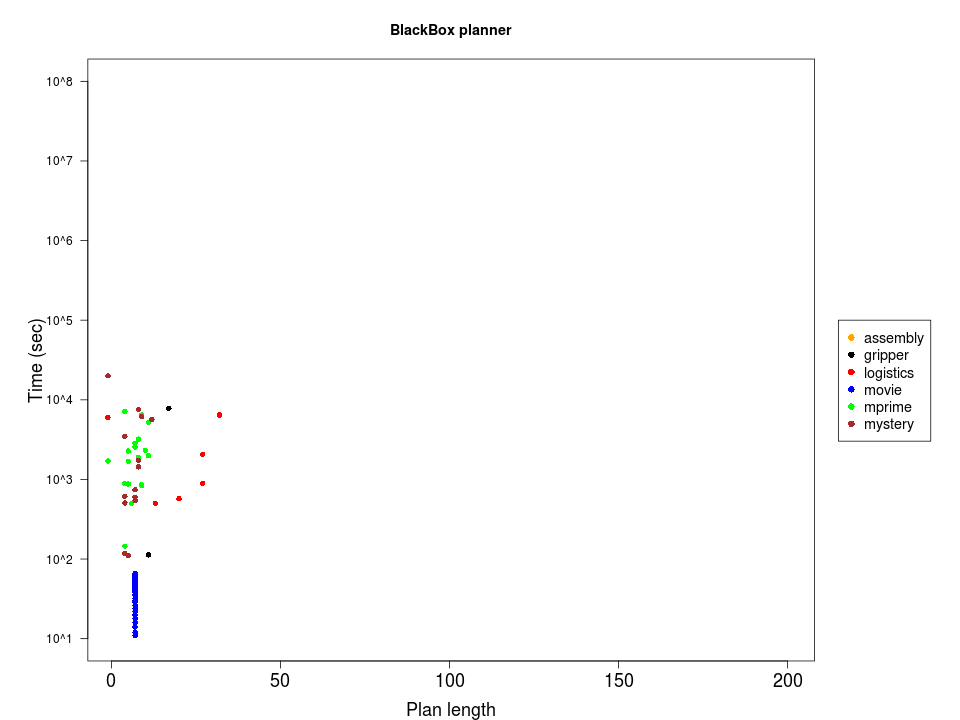 BlackBox planner
10^8
10^7
10^6
10^5
10^4
10^3
10^2
10^1
Time (sec)
0 50 100 150 200
Plan length
assembly
gripper
logistics
movie
mprime
mystery